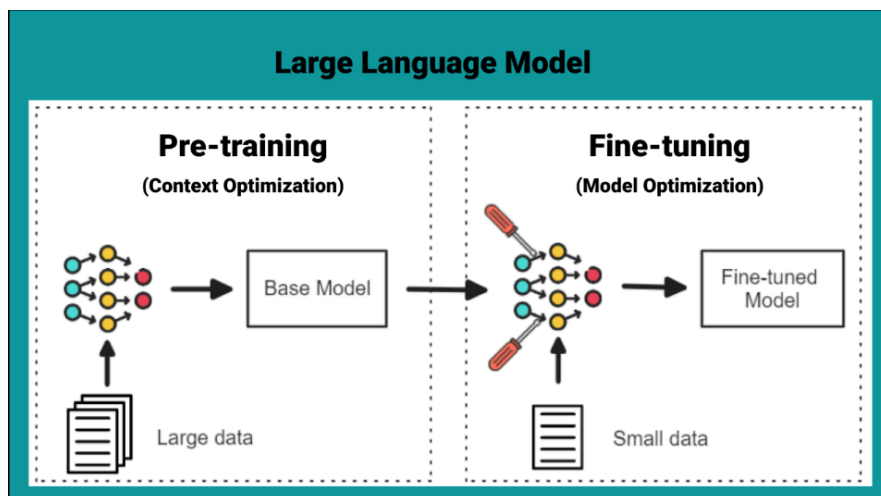 Large Language Model
Pre-training
(Context Optimization)
Base Model
Large data
Fine-tuning
(Model Optimization)
Fine-tuned
Model
Small data